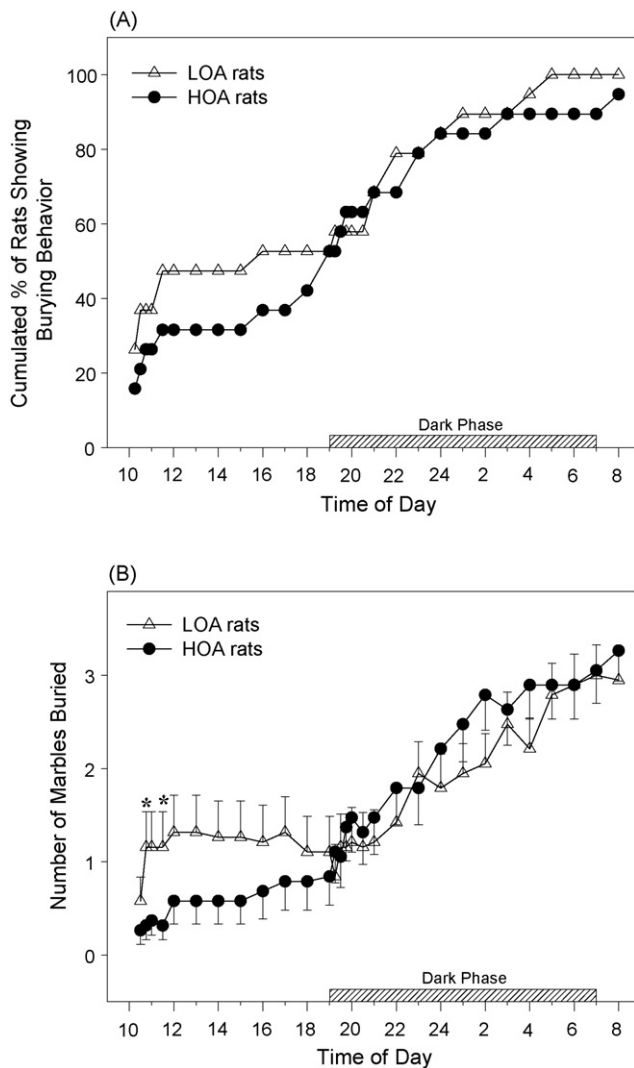 (A)
LOA rats
HOA rats
Cumulated % of Rats Showing
Burying Behavior
100
80
60
40
20
0
Dark Phase
10 12 14 16 18 20 22 24 2 4 6 8
Time of Day
(B)
LOA rats
HOA rats
Number of Marbles Buried
3
2
1
0
* *
Dark Phase
10 12 14 16 18 20 22 24 2 4 6 8
Time of Day